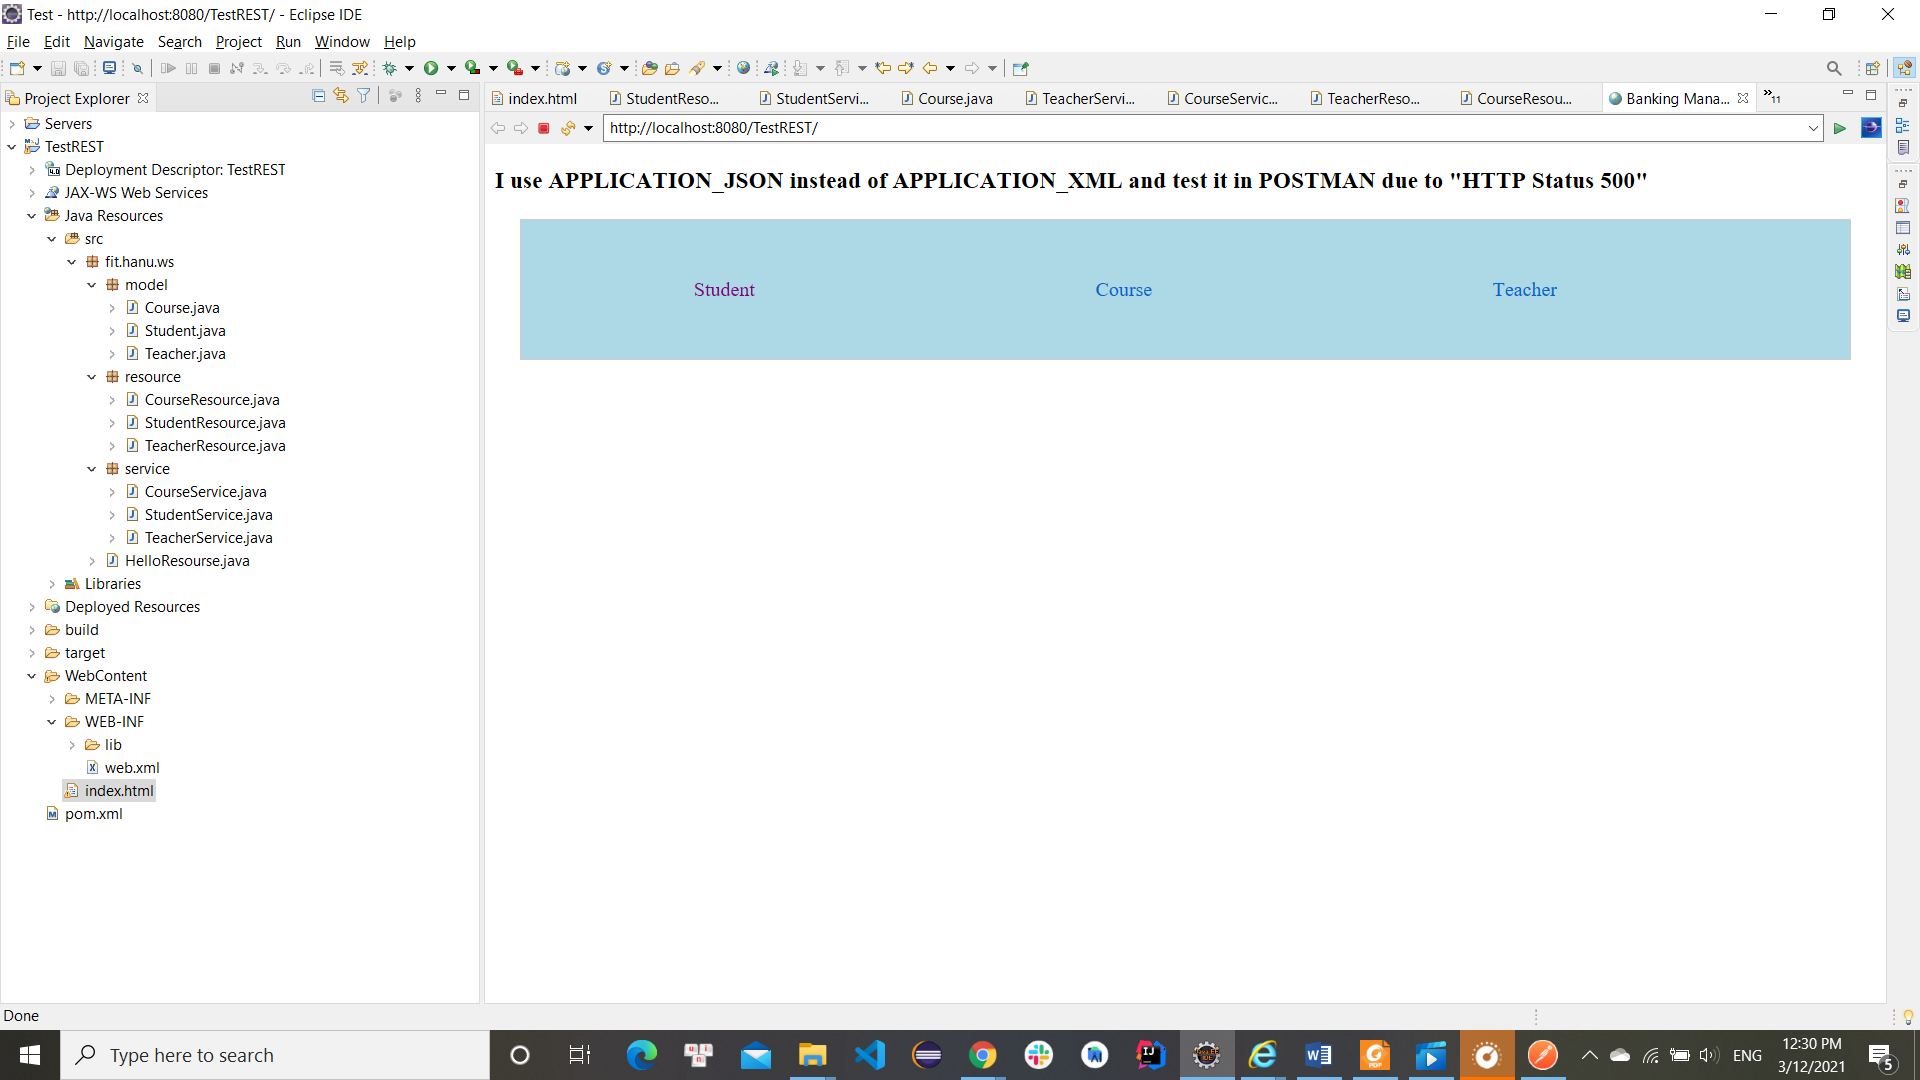 Test - http://localhost:8080/TestREST/ - Eclipse IDE
File Edit Navigate Search Project Run Window Help
Project Explorer
index.html StudentReso... StudentServi... Course.java TeacherServi... CourseServic... TeacherReso... CourseResou... Banking Mana... »11
http://localhost:8080/TestREST/
Servers
TestREST
Deployment Descriptor: TestREST
JAX-WS Web Services
Java Resources
src
fit.hanu.ws
model
Course.java
Student.java
Teacher.java
resource
CourseResource.java
StudentResource.java
TeacherResource.java
service
CourseService.java
StudentService.java
TeacherService.java
HelloResourse.java
Libraries
Deployed Resources
build
target
WebContent
META-INF
WEB-INF
lib
web.xml
index.html
pom.xml
I use APPLICATION_JSON instead of APPLICATION_XML and test it in POSTMAN due to "HTTP Status 500"
Student Course Teacher
Done
Type here to search
ENG
12:30 PM
3/12/2021
5